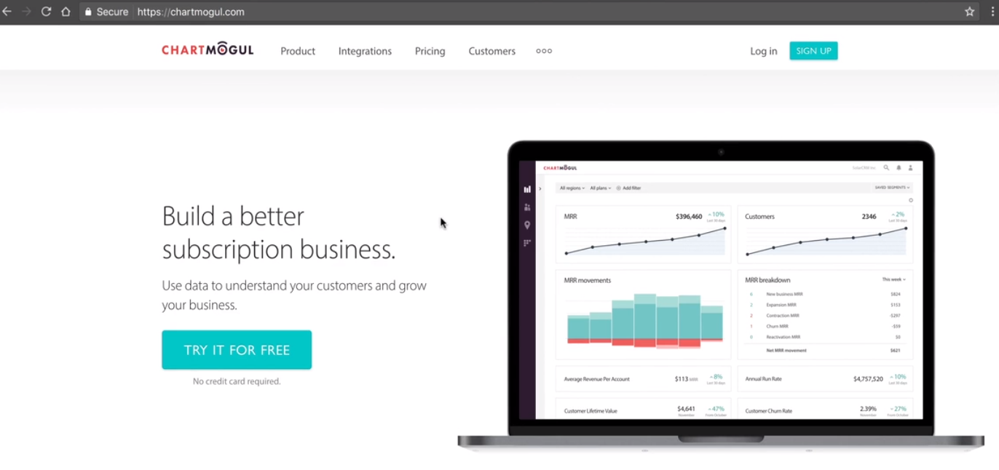 Secure https://chartmogul.com
CHARTMOGUL Product Integrations Pricing Customers Log in SIGN UP
Build a better
subscription business.
Use data to understand your customers and grow
your business.
TRY IT FOR FREE
No credit card required.
CHARTMOGUL
All regions All plans Add filter SAVED SEGMENTS
MRR $396,460 10%
Last 30 days
Customers 2346 2%
Last 30 days
MRR movements
MRR breakdown This week
6 New business MRR $824
2 Expansion MRR $153
2 Contraction MRR -$297
1 Churn MRR -$59
0 Reactivation MRR $0
Net MRR movement $621
Average Revenue Per Account $113 MRR 8%
Last 30 days
Annual Run Rate $4,757,520 10%
Last 30 days
Customer Lifetime Value $4,641 47%
November From October
Customer Churn Rate 2.39% 27%
November From October